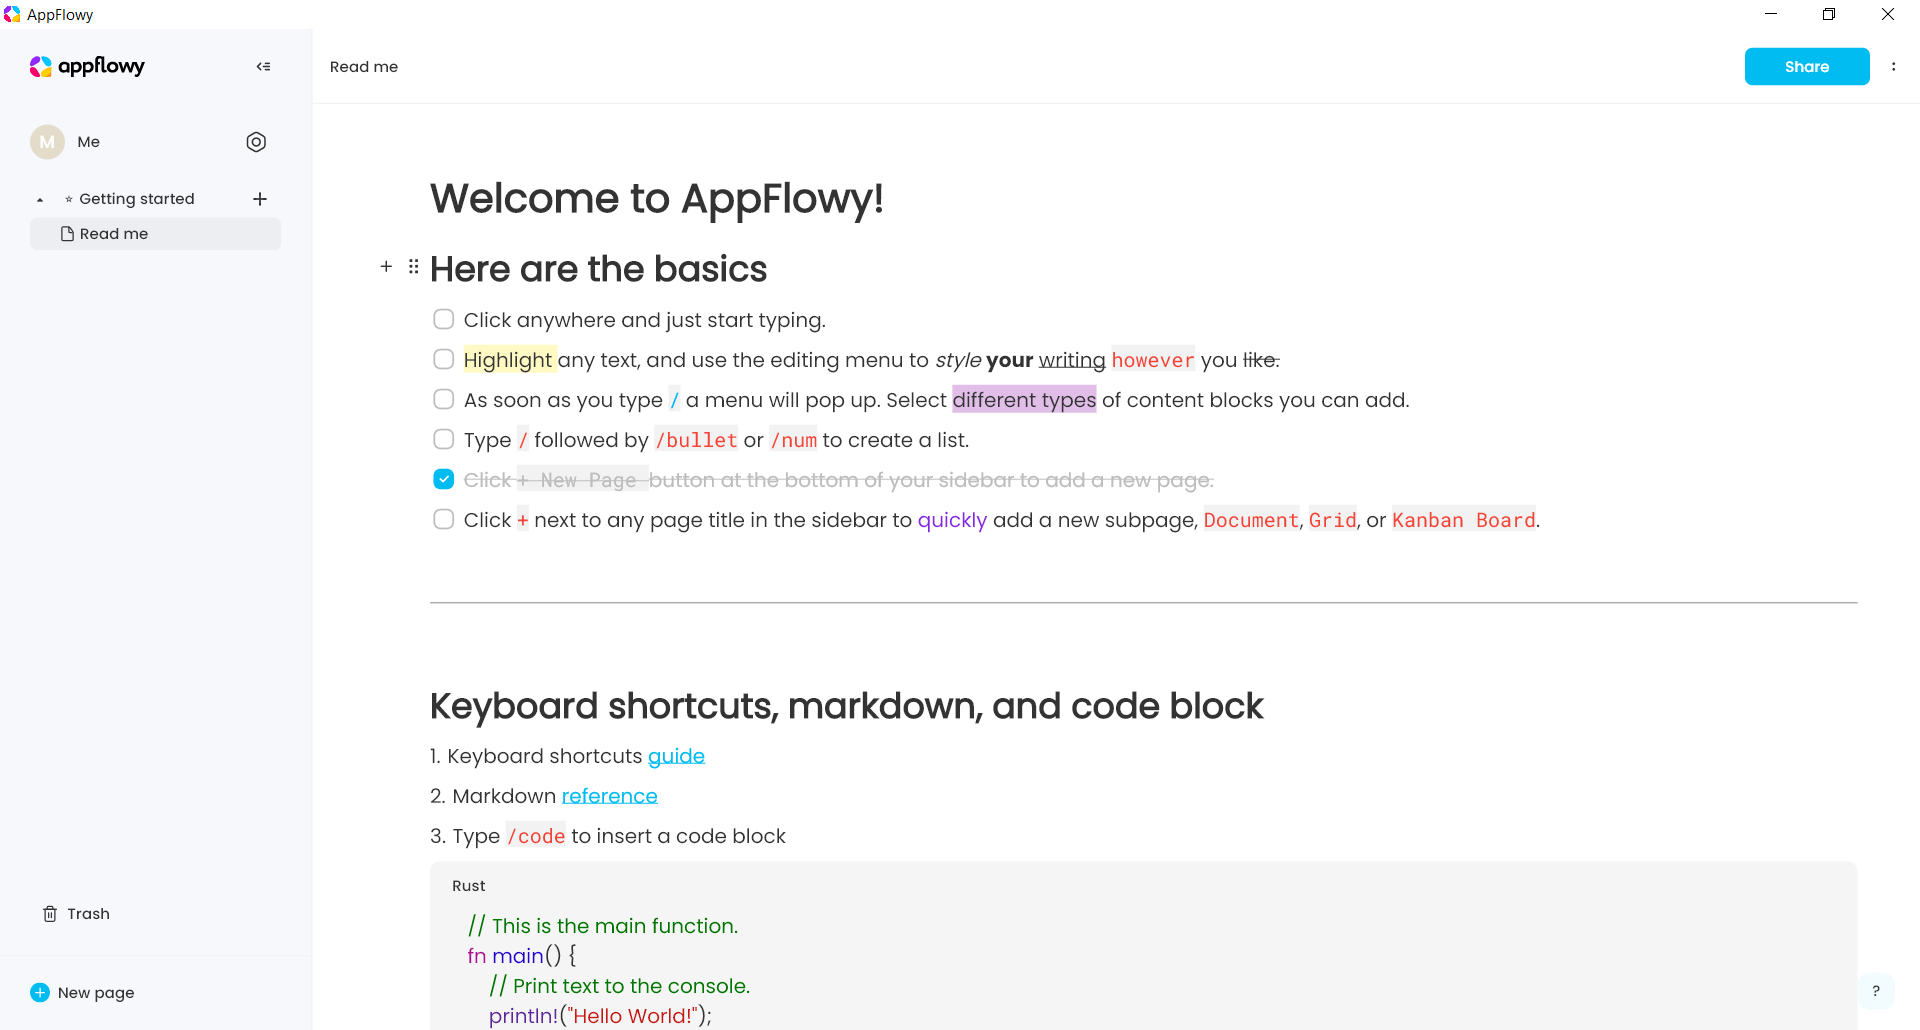 AppFlowy
appflowy
Read me
Share
M Me
Getting started
Read me
Welcome to AppFlowy!
Here are the basics
Click anywhere and just start typing.
Highlight any text, and use the editing menu to style your writing however you like.
As soon as you type / a menu will pop up. Select different types of content blocks you can add.
Type / followed by /bullet or /num to create a list.
Click + New Page button at the bottom of your sidebar to add a new page.
Click + next to any page title in the sidebar to quickly add a new subpage, Document, Grid, or Kanban Board.
Keyboard shortcuts, markdown, and code block
1. Keyboard shortcuts guide
2. Markdown reference
3. Type /code to insert a code block
Rust
// This is the main function.
fn main() {
// Print text to the console.
println!("Hello World!");
Trash
New page
?